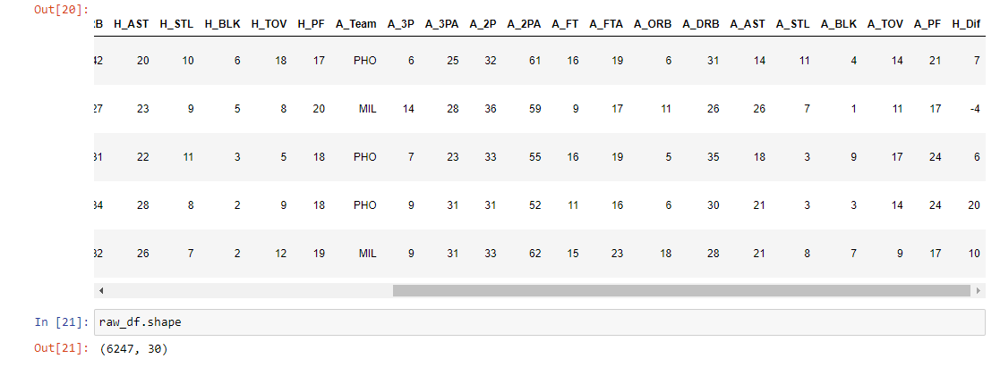 Out[20]:
B H_AST H_STL H_BLK H_TOV H_PF A_Team A_3P A_3PA A_2P A_2PA A_FT A_FTA A_ORB A_DRB A_AST A_STL A_BLK A_TOV A_PF H_Dif
42 20 10 6 18 17 PHO 6 25 32 61 16 19 6 31 14 11 4 14 21 7
27 23 9 5 8 20 MIL 14 28 36 59 9 17 11 26 26 7 1 11 17 -4
31 22 11 3 5 18 PHO 7 23 33 55 16 19 5 35 18 3 9 17 24 6
34 28 8 2 9 18 PHO 9 31 31 52 11 16 6 30 21 3 3 14 24 20
32 26 7 2 12 19 MIL 9 31 33 62 15 23 18 28 21 8 7 9 17 10
In [21]: raw_df.shape
Out[21]: (6247, 30)